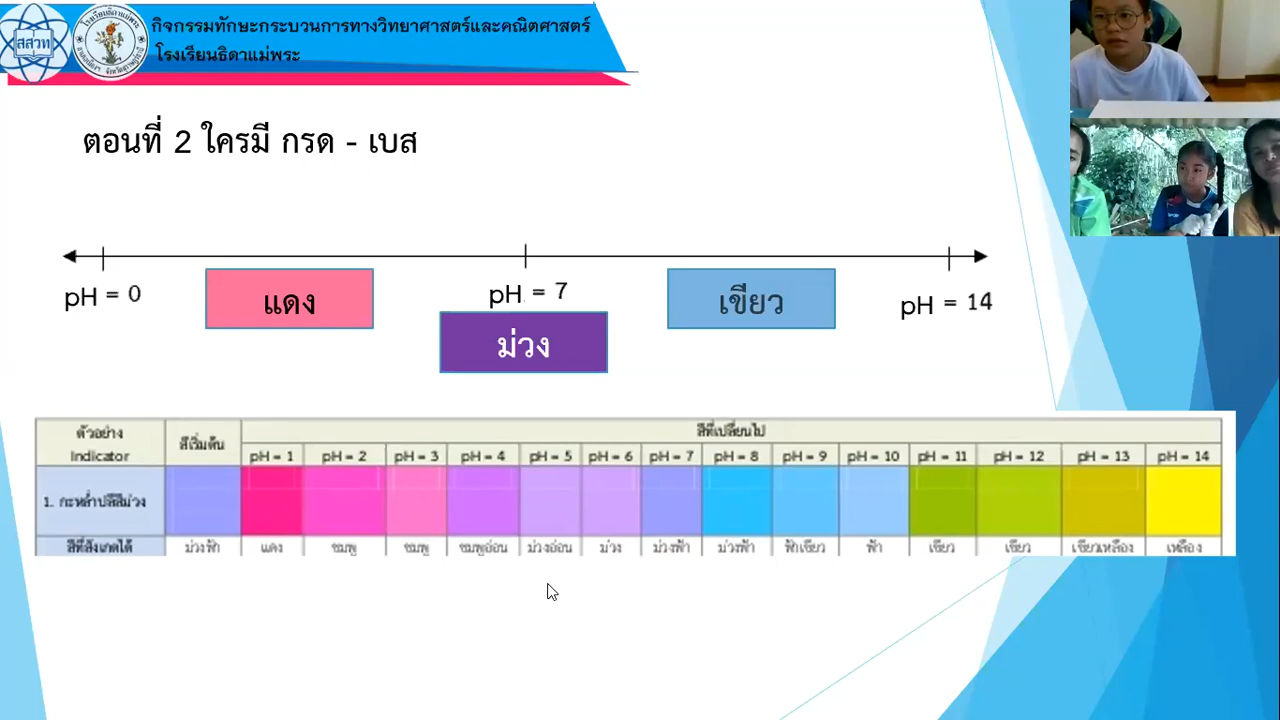 กิจกรรมทักษะกระบวนการทางวิทยาศาสตร์และคณิตศาสตร์
โรงเรียนธิดาแม่พระ
สสวท
ตอนที่ 2 ใครมี กรด - เบส
pH = 0
แดง
pH = 7
ม่วง
เขียว
pH = 14
ตัวอย่าง Indicator
สีเริ่มต้น
สีที่เปลี่ยนไป
pH = 1 pH = 2 pH = 3 pH = 4 pH = 5 pH = 6 pH = 7 pH = 8 pH = 9 pH = 10 pH = 11 pH = 12 pH = 13 pH = 14
1. กะหล่ำปลีสีม่วง
สีที่สังเกตได้ ม่วงฟ้า แดง ชมพู ชมพู ชมพูอ่อน ม่วงอ่อน ม่วง ม่วงฟ้า ม่วงฟ้า ฟ้าเขียว ฟ้า เขียว เขียว เขียวเหลือง เหลือง